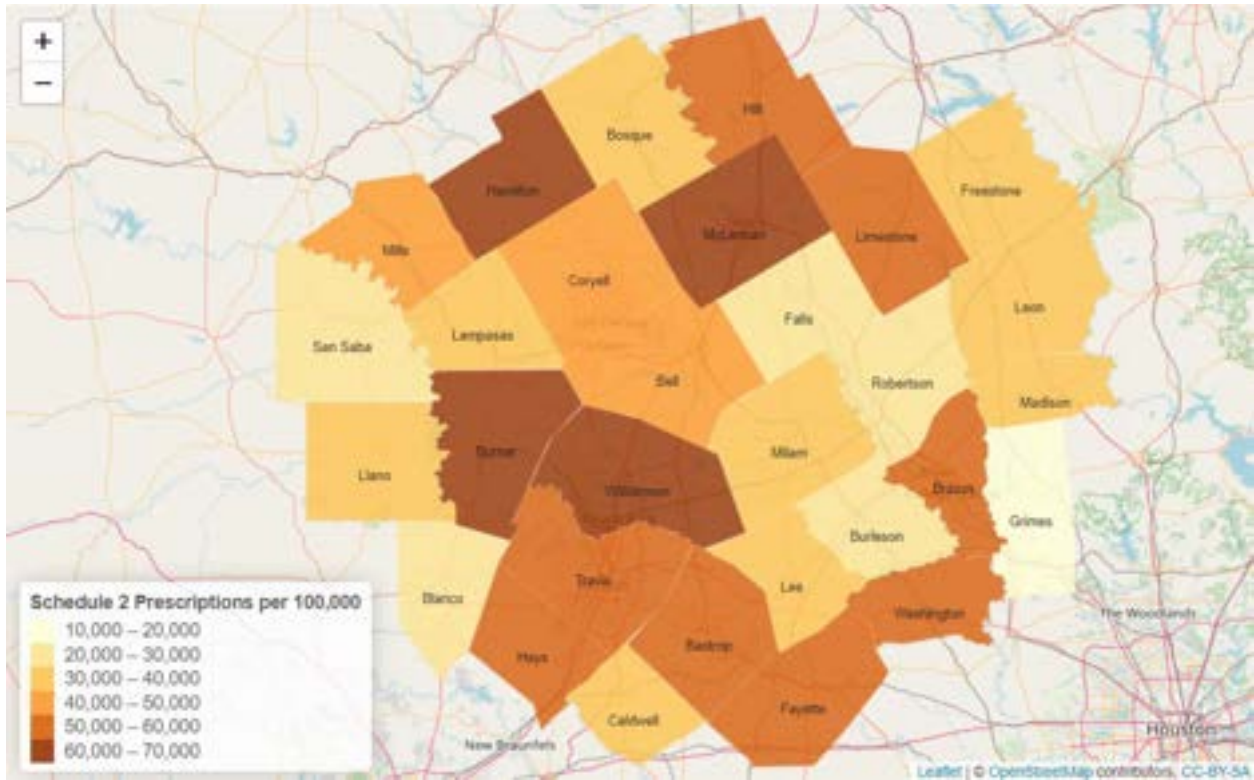 +
−
Hill
Bosque
Freestone
Hamilton
McLennan
Limestone
Mills
Coryell
Leon
Falls
Lampasas
San Saba
Bell
Robertson
Madison
Burnet
Milam
Llano
Williamson
Brazos
Grimes
Burleson
Travis
Lee
Blanco
Washington
The Woodlands
Bastrop
Hays
Fayette
Caldwell
New Braunfels
Houston
Schedule 2 Prescriptions per 100,000
10,000 – 20,000
20,000 – 30,000
30,000 – 40,000
40,000 – 50,000
50,000 – 60,000
60,000 – 70,000
Leaflet | © OpenStreetMap contributors, CC-BY-SA